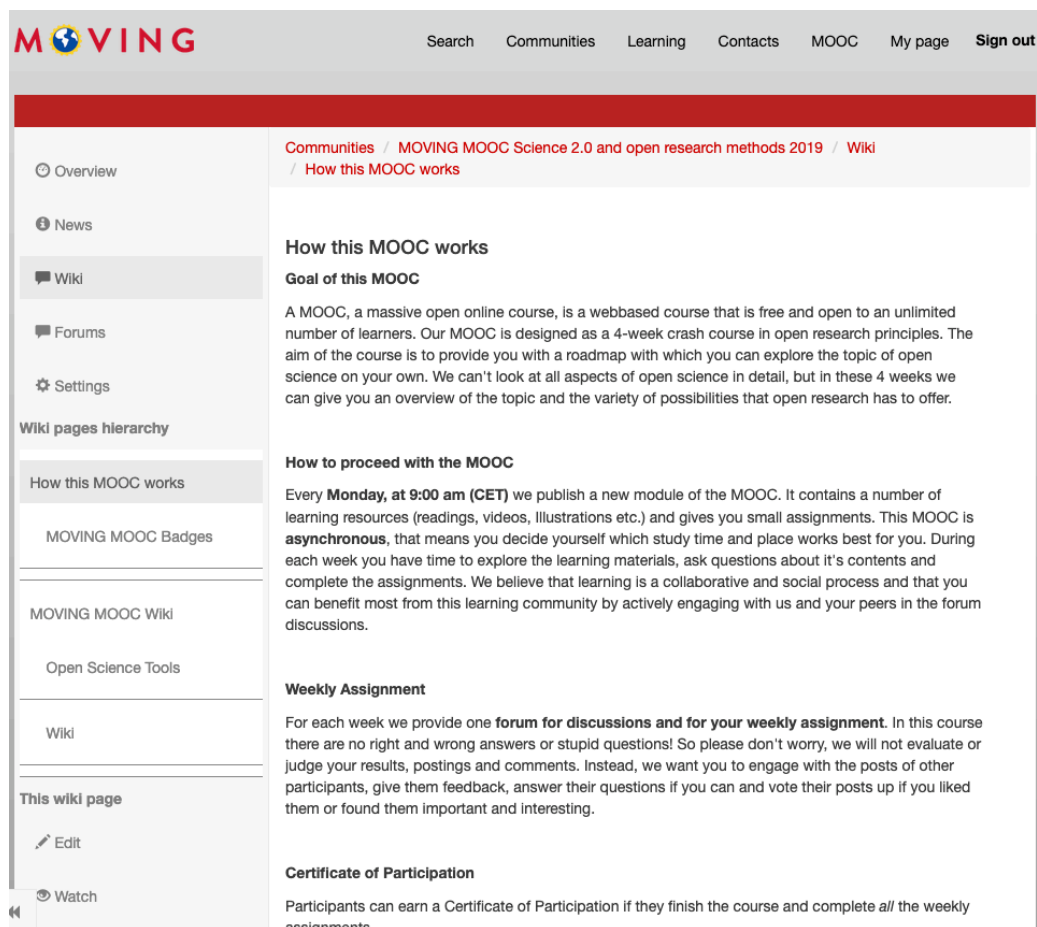 MOVING
Search Communities Learning Contacts MOOC My page Sign out
Overview
News
Wiki
Forums
Settings
Wiki pages hierarchy
How this MOOC works
MOVING MOOC Badges
MOVING MOOC Wiki
Open Science Tools
Wiki
This wiki page
Edit
Watch
Communities / MOVING MOOC Science 2.0 and open research methods 2019 / Wiki
/ How this MOOC works
How this MOOC works
Goal of this MOOC
A MOOC, a massive open online course, is a webbased course that is free and open to an unlimited
number of learners. Our MOOC is designed as a 4-week crash course in open research principles. The
aim of the course is to provide you with a roadmap with which you can explore the topic of open
science on your own. We can't look at all aspects of open science in detail, but in these 4 weeks we
can give you an overview of the topic and the variety of possibilities that open research has to offer.
How to proceed with the MOOC
Every Monday, at 9:00 am (CET) we publish a new module of the MOOC. It contains a number of
learning resources (readings, videos, Illustrations etc.) and gives you small assignments. This MOOC is
asynchronous, that means you decide yourself which study time and place works best for you. During
each week you have time to explore the learning materials, ask questions about it's contents and
complete the assignments. We believe that learning is a collaborative and social process and that you
can benefit most from this learning community by actively engaging with us and your peers in the forum
discussions.
Weekly Assignment
For each week we provide one forum for discussions and for your weekly assignment. In this course
there are no right and wrong answers or stupid questions! So please don't worry, we will not evaluate or
judge your results, postings and comments. Instead, we want you to engage with the posts of other
participants, give them feedback, answer their questions if you can and vote their posts up if you liked
them or found them important and interesting.
Certificate of Participation
Participants can earn a Certificate of Participation if they finish the course and complete all the weekly
assignments